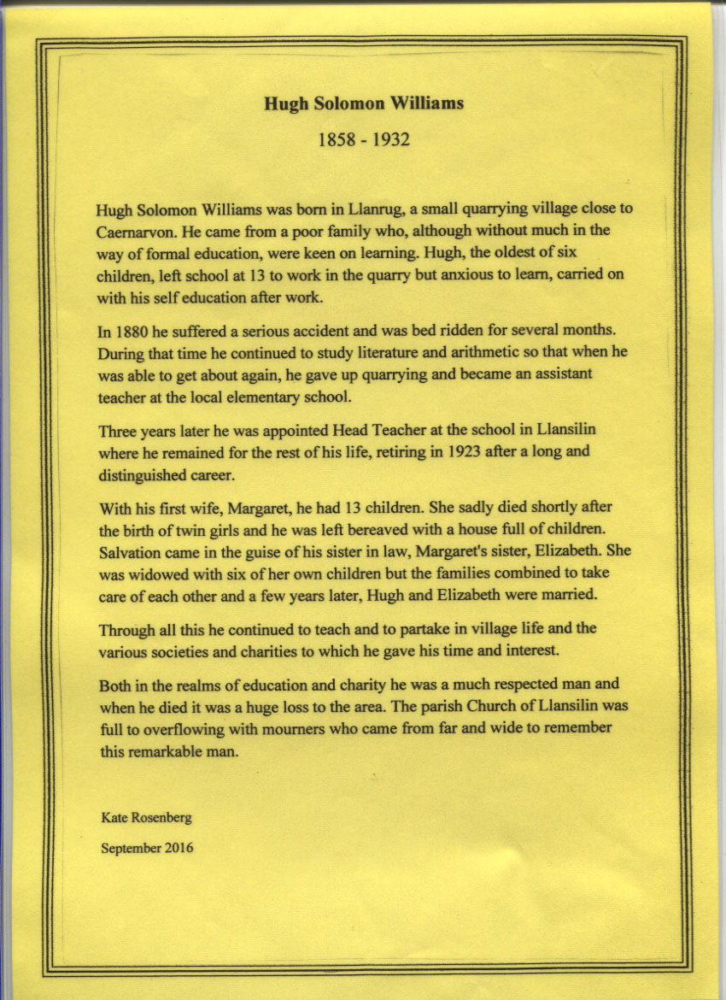 Hugh Solomon Williams
1858 - 1932
Hugh Solomon Williams was born in Llanrug, a small quarrying village close to
Caernarvon. He came from a poor family who, although without much in the
way of formal education, were keen on learning. Hugh, the oldest of six
children, left school at 13 to work in the quarry but anxious to learn, carried on
with his self education after work.
In 1880 he suffered a serious accident and was bed ridden for several months.
During that time he continued to study literature and arithmetic so that when he
was able to get about again, he gave up quarrying and became an assistant
teacher at the local elementary school.
Three years later he was appointed Head Teacher at the school in Llansilin
where he remained for the rest of his life, retiring in 1923 after a long and
distinguished career.
With his first wife, Margaret, he had 13 children. She sadly died shortly after
the birth of twin girls and he was left bereaved with a house full of children.
Salvation came in the guise of his sister in law, Margaret's sister, Elizabeth. She
was widowed with six of her own children but the families combined to take
care of each other and a few years later, Hugh and Elizabeth were married.
Through all this he continued to teach and to partake in village life and the
various societies and charities to which he gave his time and interest.
Both in the realms of education and charity he was a much respected man and
when he died it was a huge loss to the area. The parish Church of Llansilin was
full to overflowing with mourners who came from far and wide to remember
this remarkable man.
Kate Rosenberg
September 2016